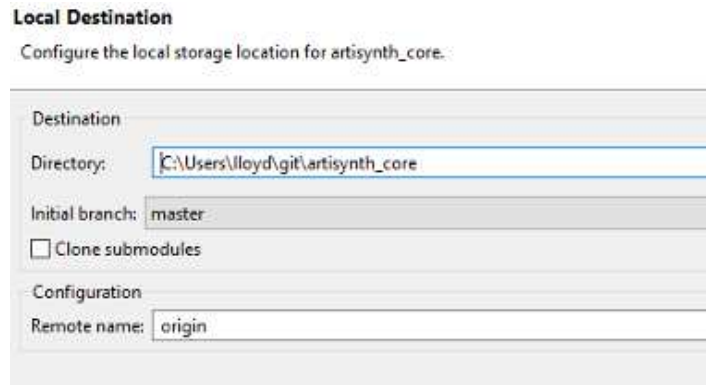 Local Destination
Configure the local storage location for artisynth_core.
Destination
Directory: C:\Users\lloyd\git\artisynth_core
Initial branch: master
Clone submodules
Configuration
Remote name: origin